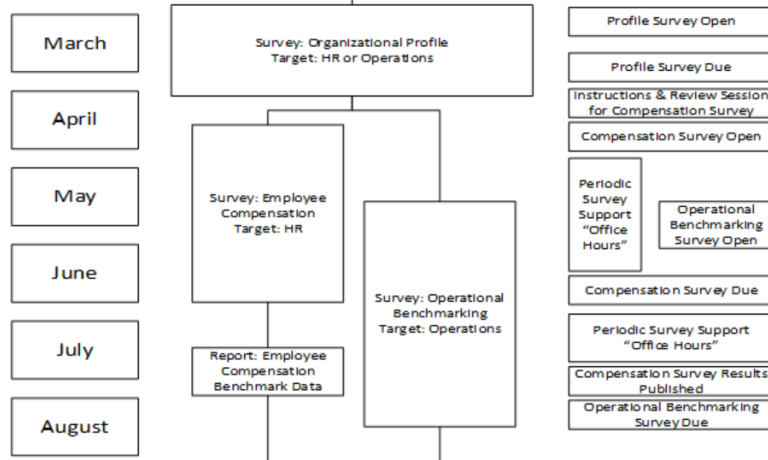 March
April
May
June
July
August
Survey: Organizational Profile
Target: HR or Operations
Survey: Employee
Compensation
Target: HR
Survey: Operational
Benchmarking
Target: Operations
Report: Employee
Compensation
Benchmark Data
Profile Survey Open
Profile Survey Due
Instructions & Review Session
for Compensation Survey
Compensation Survey Open
Periodic
Survey
Support
“Office
Hours”
Operational
Benchmarking
Survey Open
Compensation Survey Due
Periodic Survey Support
“Office Hours”
Compensation Survey Results
Published
Operational Benchmarking
Survey Due